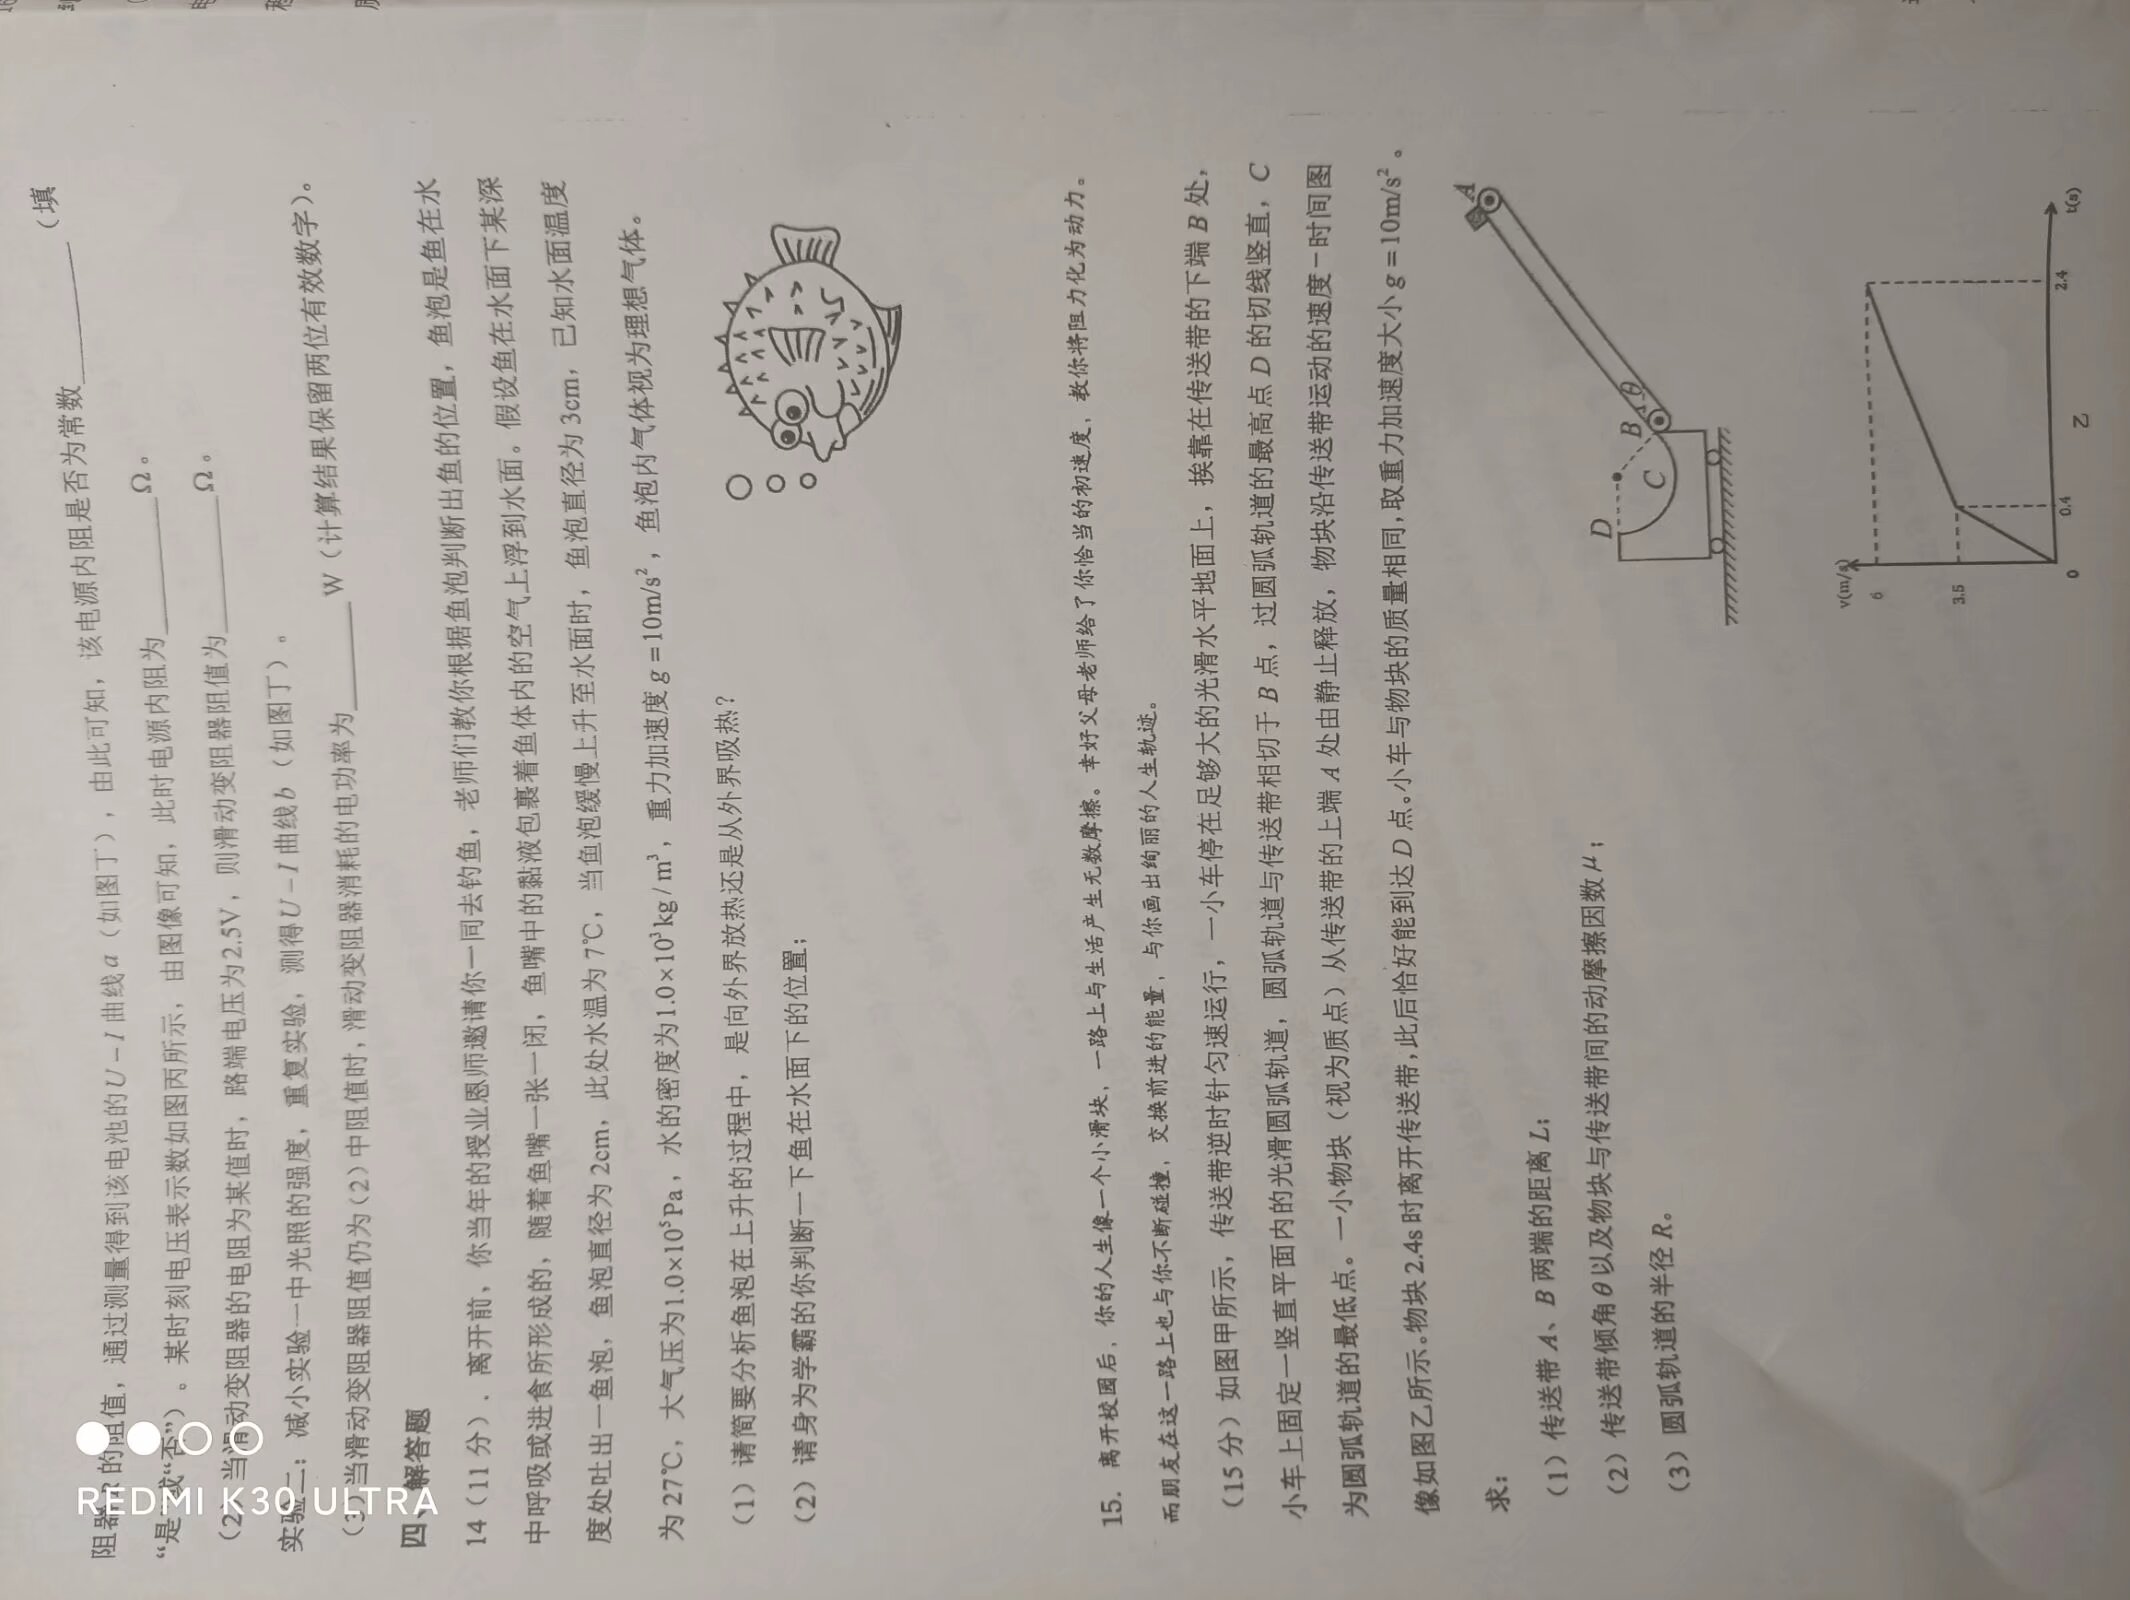 阻器R的阻值，通过测量得到该电池的U-I曲线a（如图丁），由此可知，该电源内阻是否为常数________（填
“是”或“否”）。某时刻电压表示数如图丙所示，由图像可知，此时电源内阻为________Ω。
（2）当滑动变阻器的电阻为某值时，路端电压为2.5V，则滑动变阻器阻值为________Ω。
实验二：减小实验一中光照的强度，重复实验，测得U-I曲线b（如图丁）。
（3）当滑动变阻器阻值仍为（2）中阻值时，滑动变阻器消耗的电功率为________W（计算结果保留两位有效数字）。
四、解答题
14（11分）．离开前，你当年的授业恩师邀请你一同去钓鱼，老师们教你根据鱼泡判断出鱼的位置，鱼泡是鱼在水
中呼吸或进食所形成的，随着鱼嘴一张一闭，鱼嘴中的黏液包裹着鱼体内的空气上浮到水面。假设鱼在水面下某深
度处吐出一鱼泡，鱼泡直径为2cm，此处水温为7℃，当鱼泡缓慢上升至水面时，鱼泡直径为3cm，已知水面温度
为27℃，大气压为1.0×10⁵Pa，水的密度为1.0×10³kg/m³，重力加速度g=10m/s²，鱼泡内气体视为理想气体。
（1）请简要分析鱼泡在上升的过程中，是向外界放热还是从外界吸热？
（2）请身为学霸的你判断一下鱼在水面下的位置；
15．离开校园后，你的人生像一个小滑块，一路上与生活产生无数摩擦。幸好父母老师给了你恰当的初速度，教你将阻力化为动力。
而朋友在这一路上也与你不断碰撞，交换前进的能量，与你画出绚丽的人生轨迹。
（15分）如图甲所示，传送带逆时针匀速运行，一小车停在足够大的光滑水平地面上，挨靠在传送带的下端B处，
小车上固定一竖直平面内的光滑圆弧轨道，圆弧轨道与传送带相切于B点，过圆弧轨道的最高点D的切线竖直，C
为圆弧轨道的最低点。一小物块（视为质点）从传送带的上端A处由静止释放，物块沿传送带运动的速度-时间图
像如图乙所示。物块2.4s时离开传送带，此后恰好能到达D点。小车与物块的质量相同，取重力加速度大小g=10m/s²。
求：
（1）传送带A、B两端的距离L；
（2）传送带倾角θ以及物块与传送带间的动摩擦因数μ；
（3）圆弧轨道的半径R。
A
B
θ
C
D
v(m/s)
6
3.5
0
0.4
2.4
t(s)
乙
REDMI K30 ULTRA